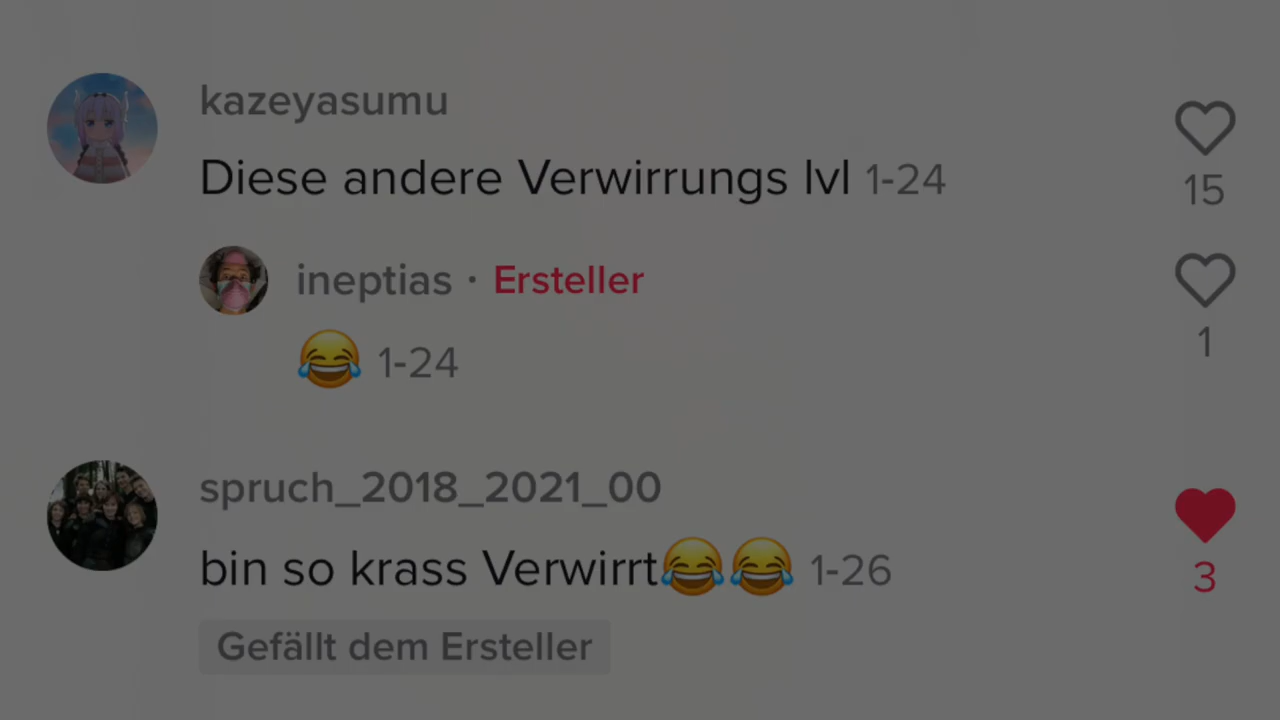 kazeyasumu
Diese andere Verwirrungs lvl 1-24
15
ineptias · Ersteller
😂 1-24
1
spruch_2018_2021_00
bin so krass Verwirrt😂😂 1-26
3
Gefällt dem Ersteller